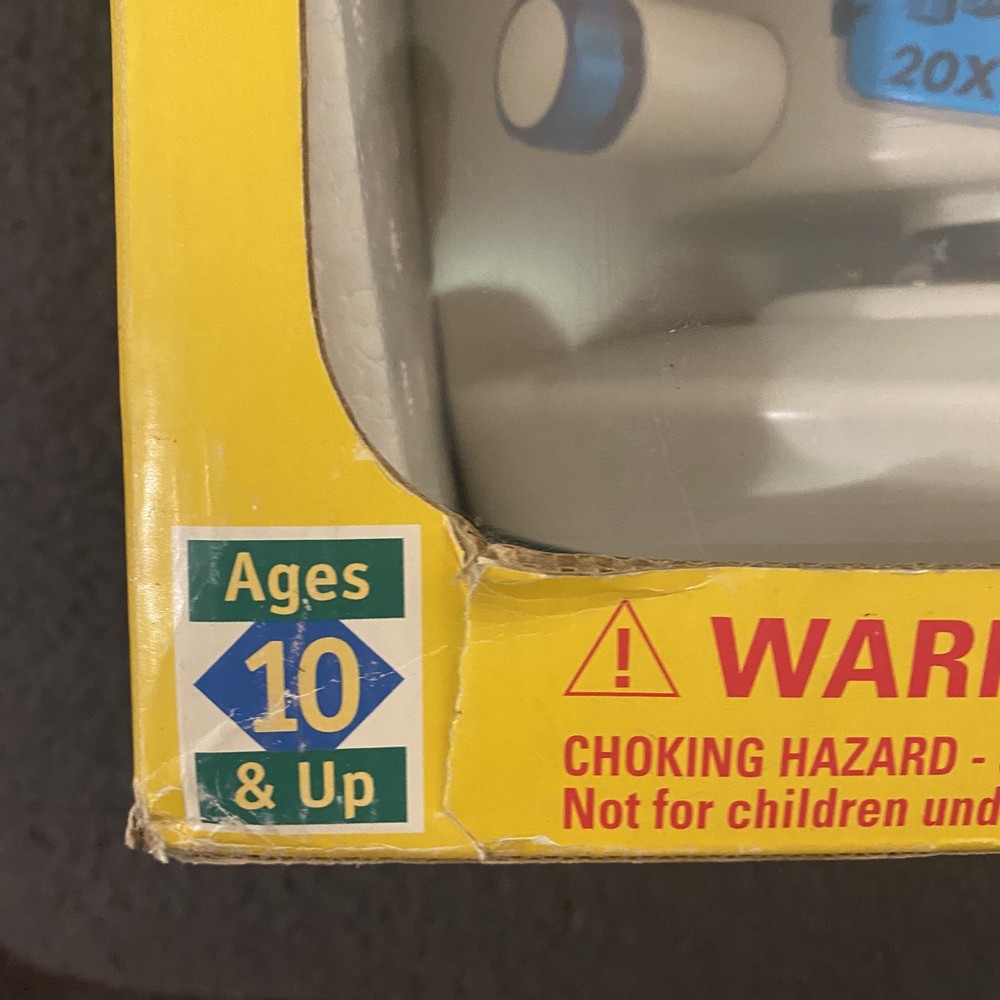 20X
Ages
10
& Up
! WAR
CHOKING HAZARD -
Not for children und